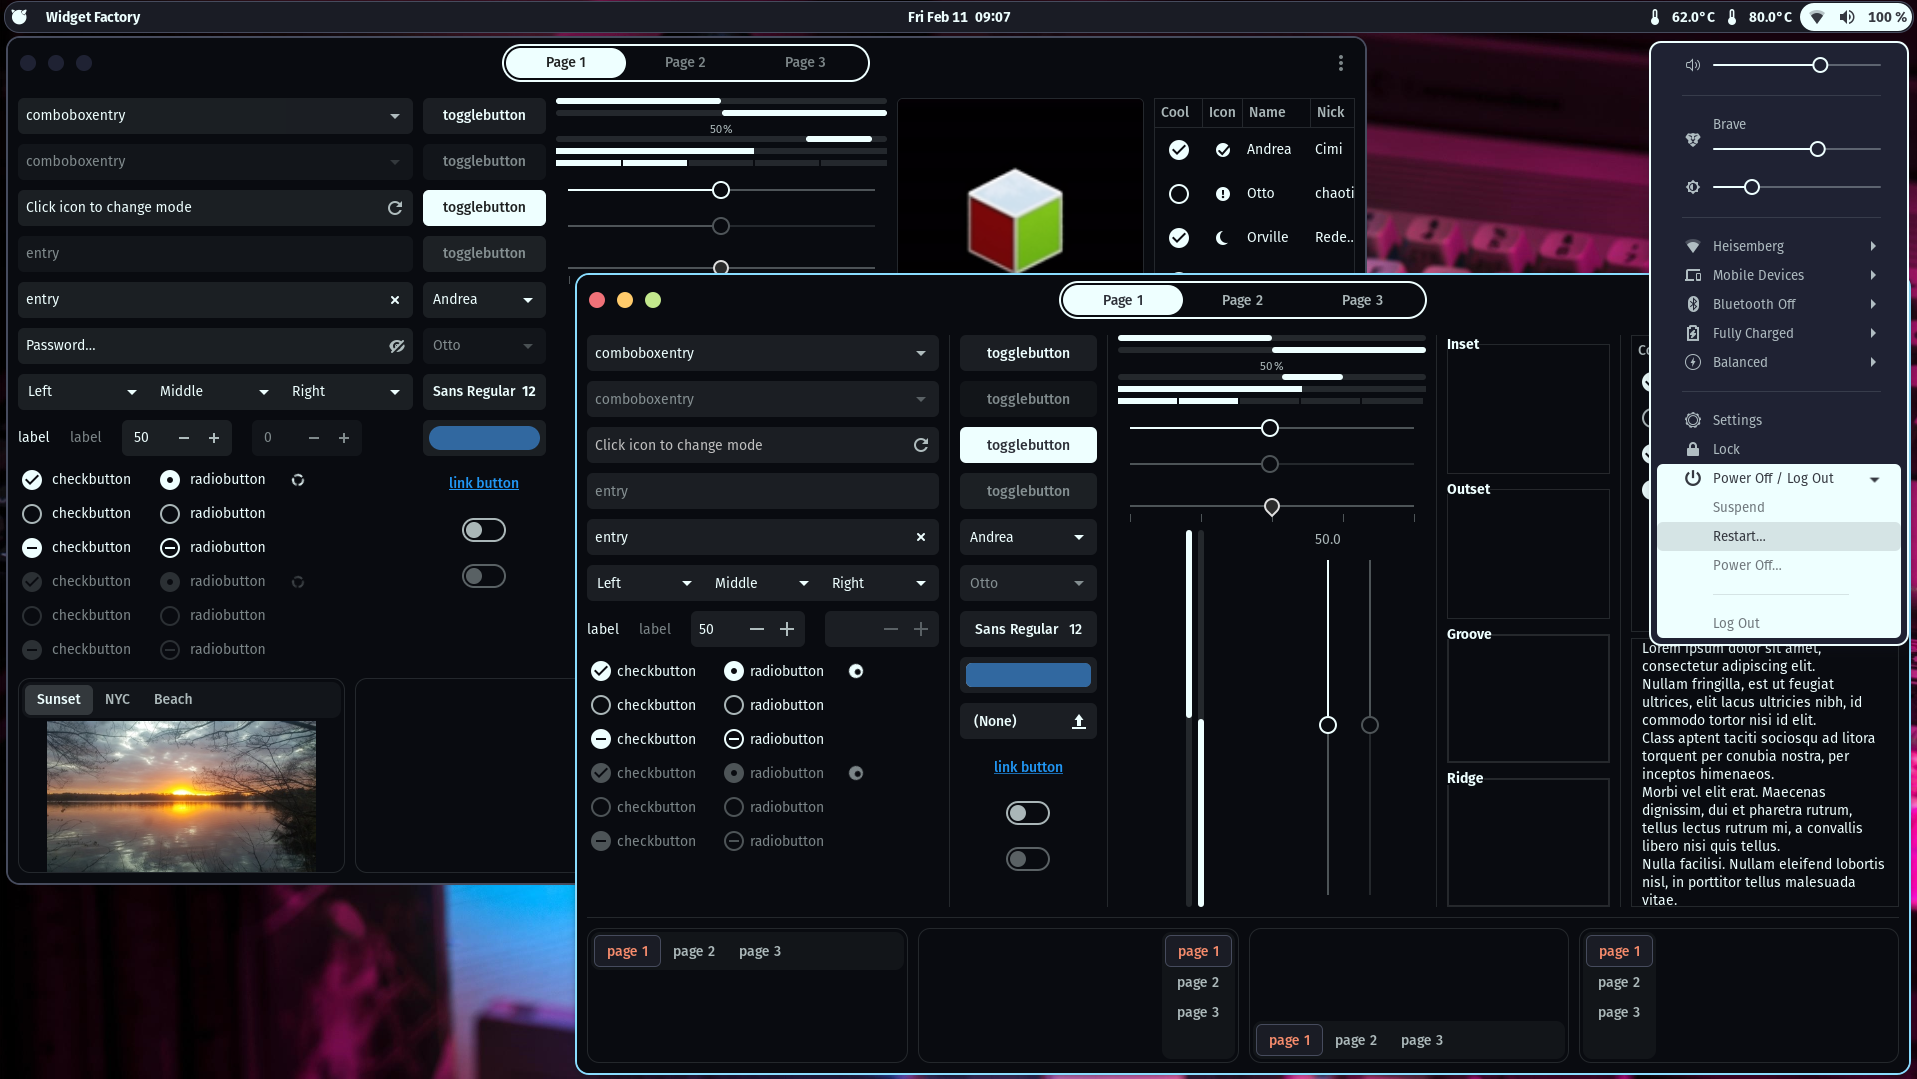 Widget Factory
Fri Feb 11 09:07
62.0°C
80.0°C
100 %
Page 1
Page 2
Page 3
comboboxentry
togglebutton
comboboxentry
togglebutton
Click icon to change mode
togglebutton
entry
togglebutton
entry
Andrea
Password...
Otto
Left
Middle
Right
Sans Regular 12
label
label
50
0
checkbutton
radiobutton
link button
checkbutton
radiobutton
checkbutton
radiobutton
checkbutton
radiobutton
checkbutton
radiobutton
checkbutton
radiobutton
50%
Cool
Icon
Name
Nick
Andrea
Cimi
Otto
chaoti
Orville
Rede...
Sunset
NYC
Beach
Page 1
Page 2
Page 3
comboboxentry
togglebutton
comboboxentry
togglebutton
Click icon to change mode
togglebutton
entry
togglebutton
entry
Andrea
Left
Middle
Right
Otto
label
label
50
Sans Regular 12
checkbutton
radiobutton
checkbutton
radiobutton
(None)
checkbutton
radiobutton
link button
checkbutton
radiobutton
checkbutton
radiobutton
checkbutton
radiobutton
50 %
50.0
Inset
Outset
Groove
Ridge
Lorem ipsum dolor sit amet,
consectetur adipiscing elit.
Nullam fringilla, est ut feugiat
ultrices, elit lacus ultricies nibh, id
commodo tortor nisi id elit.
Class aptent taciti sociosqu ad litora
torquent per conubia nostra, per
inceptos himenaeos.
Morbi vel elit erat. Maecenas
dignissim, dui et pharetra rutrum,
tellus lectus rutrum mi, a convallis
libero nisi quis tellus.
Nulla facilisi. Nullam eleifend lobortis
nisl, in porttitor tellus malesuada
vitae.
page 1
page 2
page 3
page 1
page 2
page 3
page 1
page 2
page 3
page 1
page 2
page 3
Brave
Heisemberg
Mobile Devices
Bluetooth Off
Fully Charged
Balanced
Settings
Lock
Power Off / Log Out
Suspend
Restart...
Power Off...
Log Out